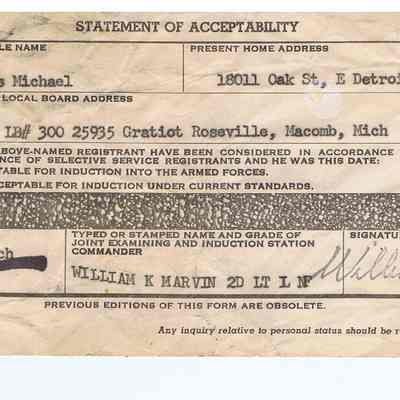 STATEMENT OF ACCEPTABILITY
LE NAME
PRESENT HOME ADDRESS
s Michael
18011 Oak St, E Detroi
LOCAL BOARD ADDRESS
LB# 300 25935 Gratiot Roseville, Macomb, Mich
BOVE-NAMED REGISTRANT HAVE BEEN CONSIDERED IN ACCORDANCE
NCE OF SELECTIVE SERVICE REGISTRANTS AND HE WAS THIS DATE:
TABLE FOR INDUCTION INTO THE ARMED FORCES.
CEPTABLE FOR INDUCTION UNDER CURRENT STANDARDS.
TYPED OR STAMPED NAME AND GRADE OF
JOINT EXAMINING AND INDUCTION STATION
COMMANDER
SIGNATUR
ch
WILLIAM K MARVIN 2D LT I NF
Willi
PREVIOUS EDITIONS OF THIS FORM ARE OBSOLETE.
Any inquiry relative to personal status should be r